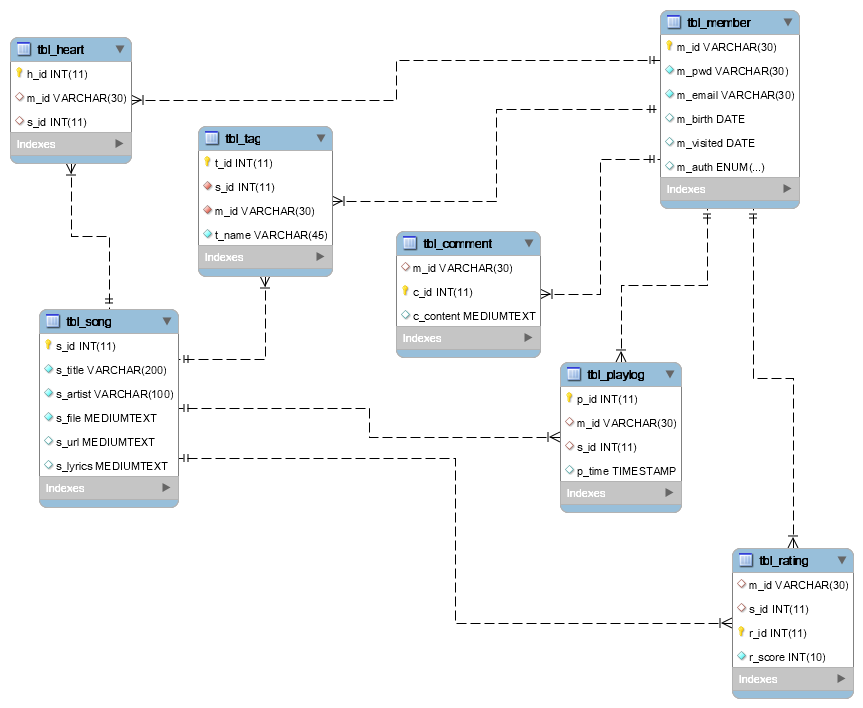 tbl_heart
h_id INT(11)
m_id VARCHAR(30)
s_id INT(11)
Indexes
tbl_member
m_id VARCHAR(30)
m_pwd VARCHAR(30)
m_email VARCHAR(30)
m_birth DATE
m_visited DATE
m_auth ENUM(...)
Indexes
tbl_tag
t_id INT(11)
s_id INT(11)
m_id VARCHAR(30)
t_name VARCHAR(45)
Indexes
tbl_comment
m_id VARCHAR(30)
c_id INT(11)
c_content MEDIUMTEXT
Indexes
tbl_song
s_id INT(11)
s_title VARCHAR(200)
s_artist VARCHAR(100)
s_file MEDIUMTEXT
s_url MEDIUMTEXT
s_lyrics MEDIUMTEXT
Indexes
tbl_playlog
p_id INT(11)
m_id VARCHAR(30)
s_id INT(11)
p_time TIMESTAMP
Indexes
tbl_rating
m_id VARCHAR(30)
s_id INT(11)
r_id INT(11)
r_score INT(10)
Indexes